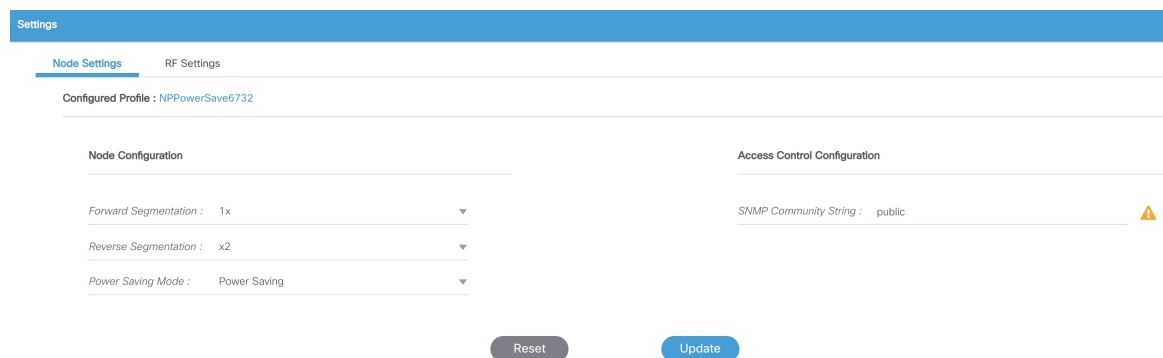 Settings
Node Settings RF Settings
Configured Profile : NPPowerSave6732
Node Configuration Access Control Configuration
Forward Segmentation : 1x SNMP Community String : public
Reverse Segmentation : x2
Power Saving Mode : Power Saving
Reset Update